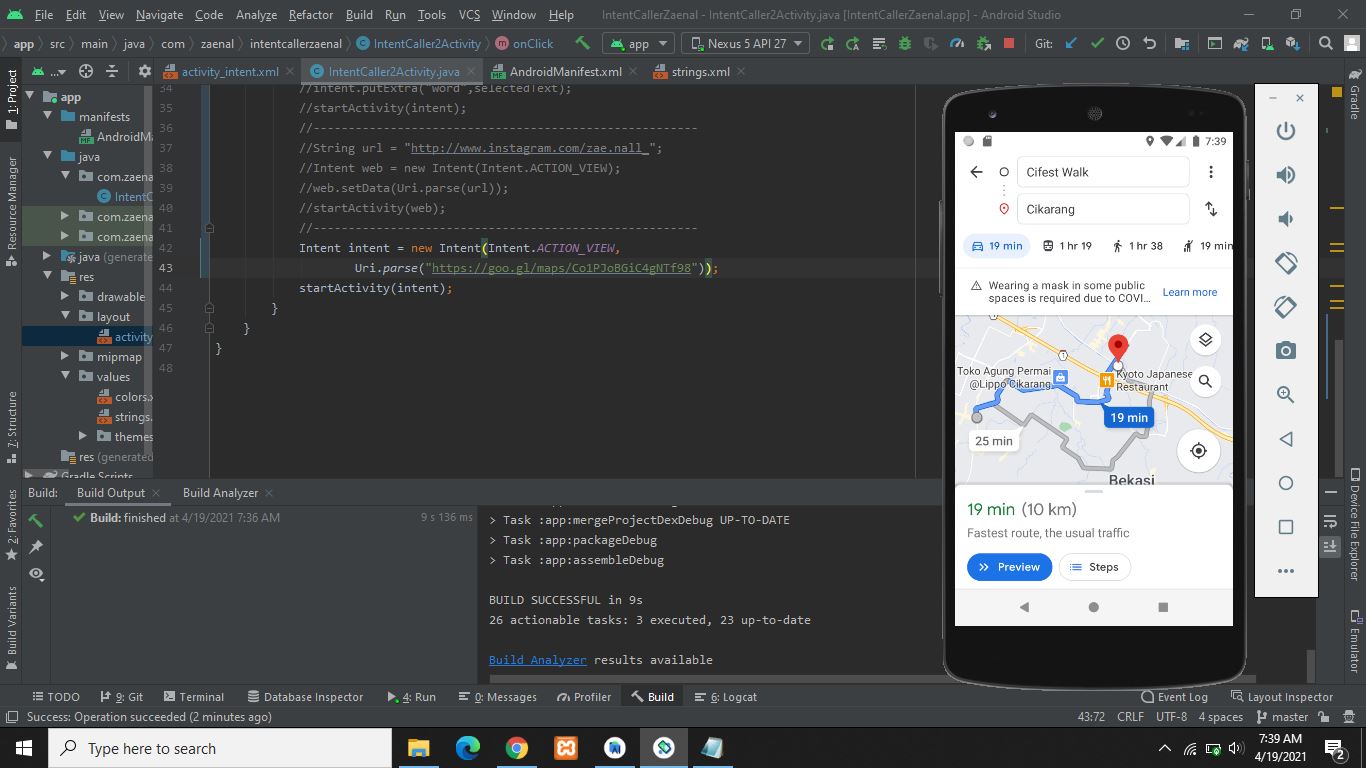 File Edit View Navigate Code Analyze Refactor Build Run Tools VCS Window Help IntentCallerZaenal - IntentCaller2Activity.java [IntentCallerZaenal.app] - Android Studio
app src main java com zaenal intentcallerzaenal IntentCaller2Activity onClick app Nexus 5 API 27 Git:
... activity_intent.xml IntentCaller2Activity.java AndroidManifest.xml strings.xml
1: Project
Resource Manager
7: Structure
2: Favorites
Build Variants
app
manifests
AndroidMa
java
com.zaena
IntentC
com.zaena
com.zaena
java (generate
res
drawable
layout
activity
mipmap
values
colors.x
strings.
themes
res (generated
Gradle Scripts
34 //intent.putExtra("word",selectedText);
35 //startActivity(intent);
36 //-------------------------------------------------------
37 //String url = "http://www.instagram.com/zae.nall_";
38 //Intent web = new Intent(Intent.ACTION_VIEW);
39 //web.setData(Uri.parse(url));
40 //startActivity(web);
41 //-------------------------------------------------------
42 Intent intent = new Intent(Intent.ACTION_VIEW,
43 Uri.parse("https://goo.gl/maps/Co1PJoBGiC4gNTf98"));
44 startActivity(intent);
45 }
46 }
47 }
48
7:39
Cifest Walk
Cikarang
19 min 1 hr 19 1 hr 38 19 min
Wearing a mask in some public
spaces is required due to COVI...
Learn more
Toko Agung Permai
@Lippo Cikarang
Kyoto Japanese
Restaurant
19 min
25 min
Bekasi
19 min (10 km)
Fastest route, the usual traffic
Preview Steps
Gradle
Device File Explorer
Emulator
Build: Build Output Build Analyzer
Build: finished at 4/19/2021 7:36 AM 9 s 136 ms
> Task :app:mergeProjectDexDebug UP-TO-DATE
> Task :app:packageDebug
> Task :app:assembleDebug
BUILD SUCCESSFUL in 9s
26 actionable tasks: 3 executed, 23 up-to-date
Build Analyzer results available
TODO 9: Git Terminal Database Inspector 4: Run 0: Messages Profiler Build 6: Logcat Event Log Layout Inspector
Success: Operation succeeded (2 minutes ago) 43:72 CRLF UTF-8 4 spaces master
Type here to search
7:39 AM
4/19/2021
2